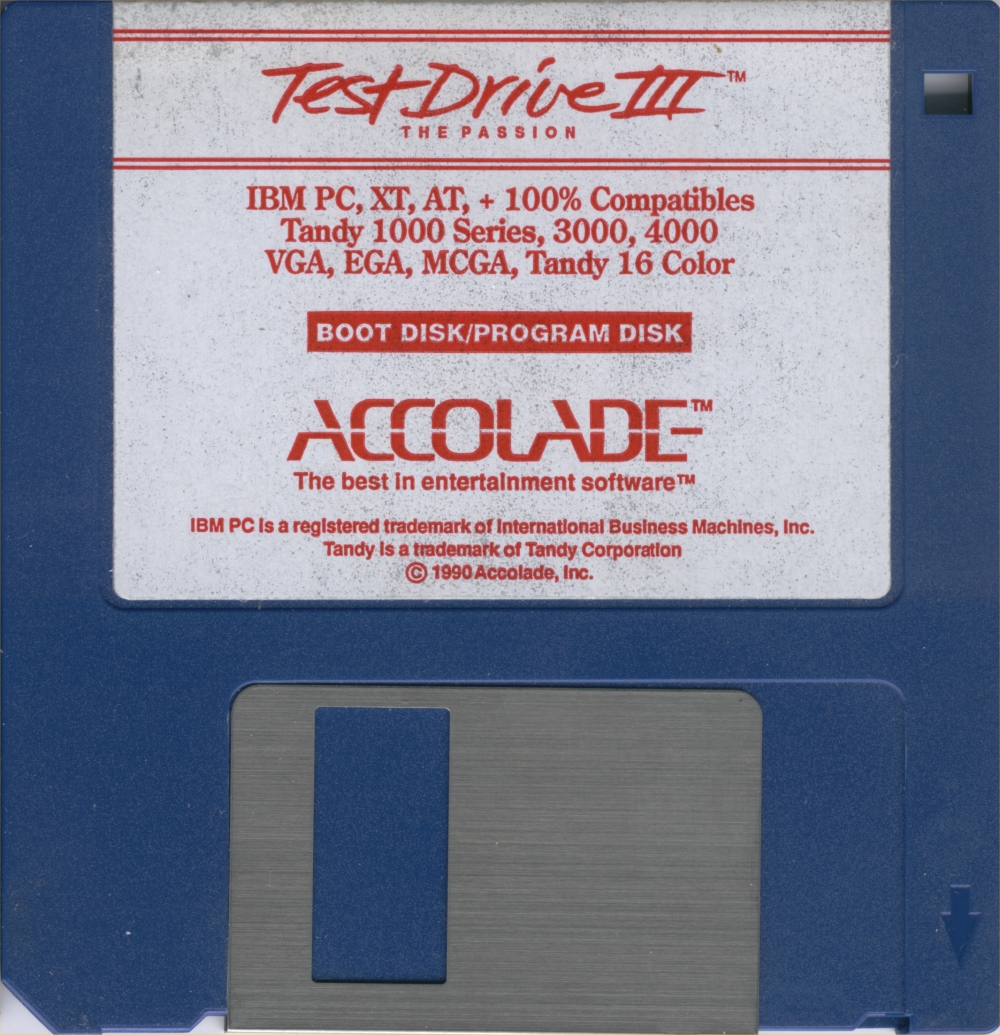 Test Drive III™
THE PASSION
IBM PC, XT, AT, + 100% Compatibles
Tandy 1000 Series, 3000, 4000
VGA, EGA, MCGA, Tandy 16 Color
BOOT DISK/PROGRAM DISK
ACCOLADE™
The best in entertainment software™
IBM PC is a registered trademark of International Business Machines, Inc.
Tandy is a trademark of Tandy Corporation
© 1990 Accolade, Inc.